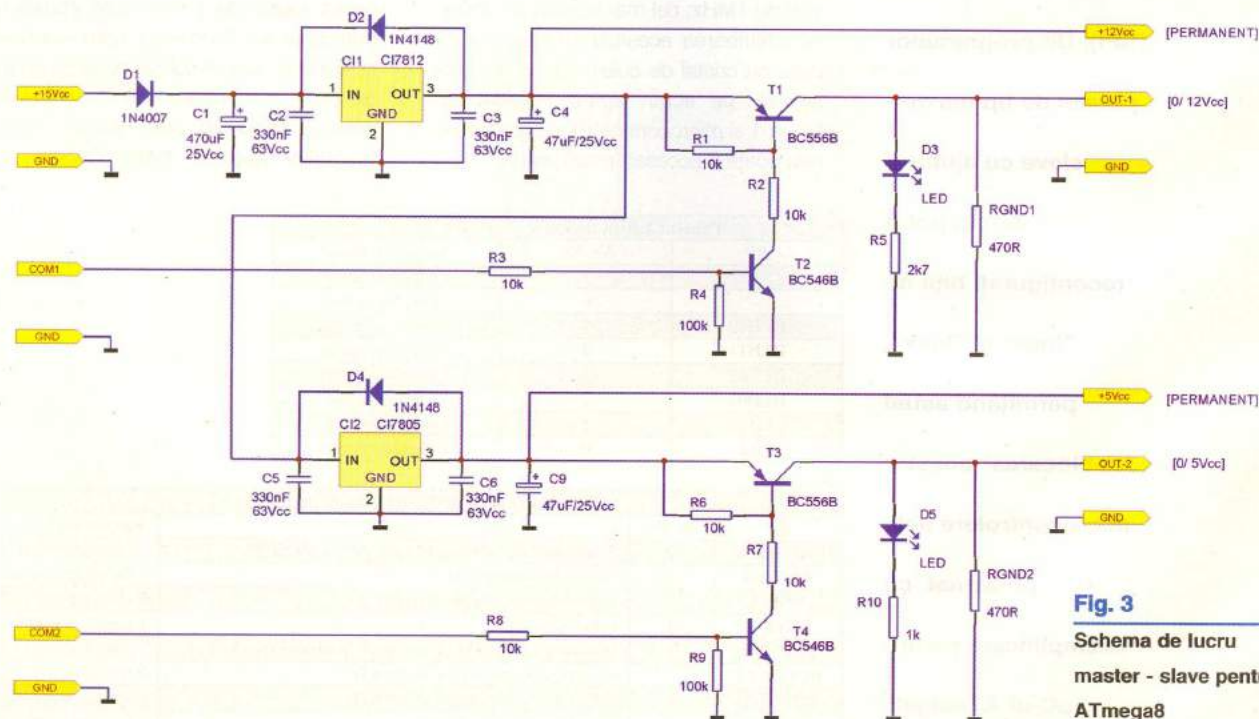 D2
1N4148
+12Vcc [PERMANENT]
D1
CI1 CI7812
T1
+15Vcc
1 IN OUT 3
OUT-1 [0/ 12Vcc]
1N4007
C1
C2
GND
C3
C4
BC556B
470uF
25Vcc
330nF
63Vcc
2
330nF
63Vcc
47uF/25Vcc
R1
10k
D3
GND
GND
R2
LED
10k
RGND1
R5
470R
COM1
R3
10k
T2
BC546B
2k7
R4
100k
GND
D4
1N4148
+5Vcc [PERMANENT]
CI2 CI7805
T3
1 IN OUT 3
OUT-2 [0/ 5Vcc]
C5
GND
C6
C9
BC556B
330nF
63Vcc
2
330nF
63Vcc
47uF/25Vcc
R6
10k
D5
GND
R7
LED
10k
RGND2
R10
470R
COM2
R8
10k
T4
BC546B
1k
R9
100k
GND
Fig. 3
Schema de lucru
master - slave pent
ATmega8